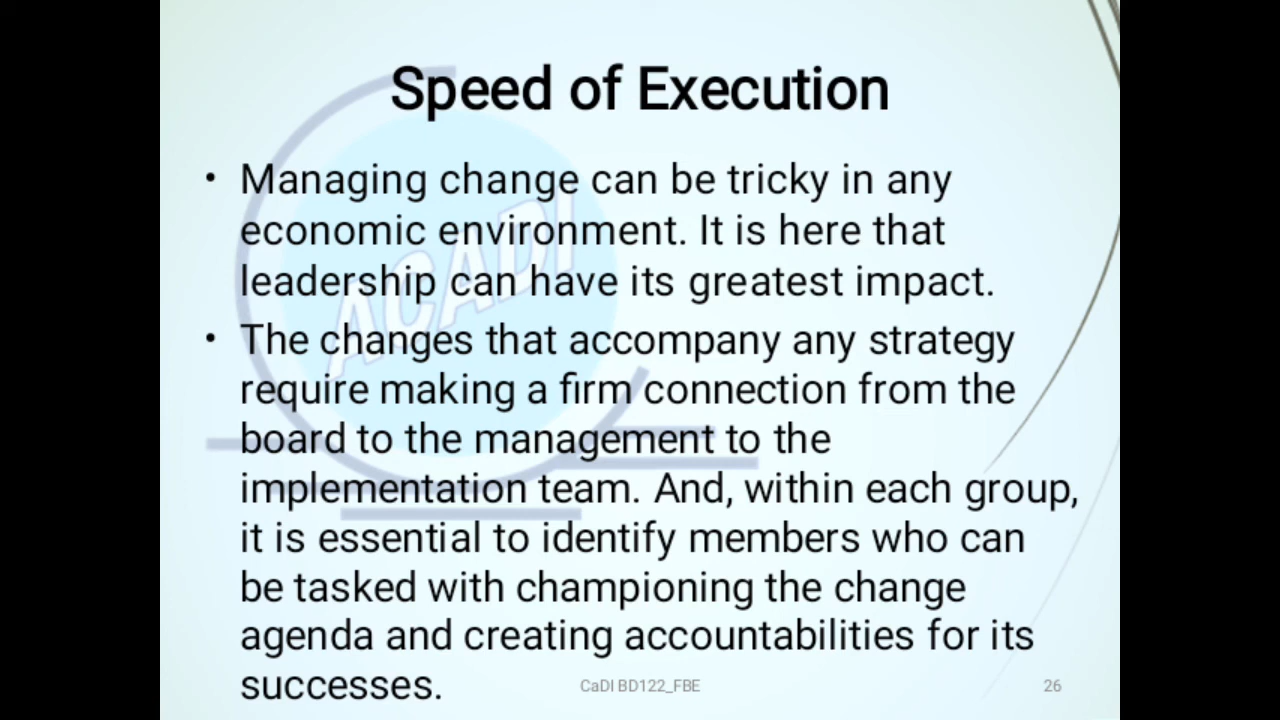 Speed of Execution
• Managing change can be tricky in any
economic environment. It is here that
leadership can have its greatest impact.
• The changes that accompany any strategy
require making a firm connection from the
board to the management to the
implementation team. And, within each group,
it is essential to identify members who can
be tasked with championing the change
agenda and creating accountabilities for its
successes.
CaDI BD122_FBE
26
ACADI